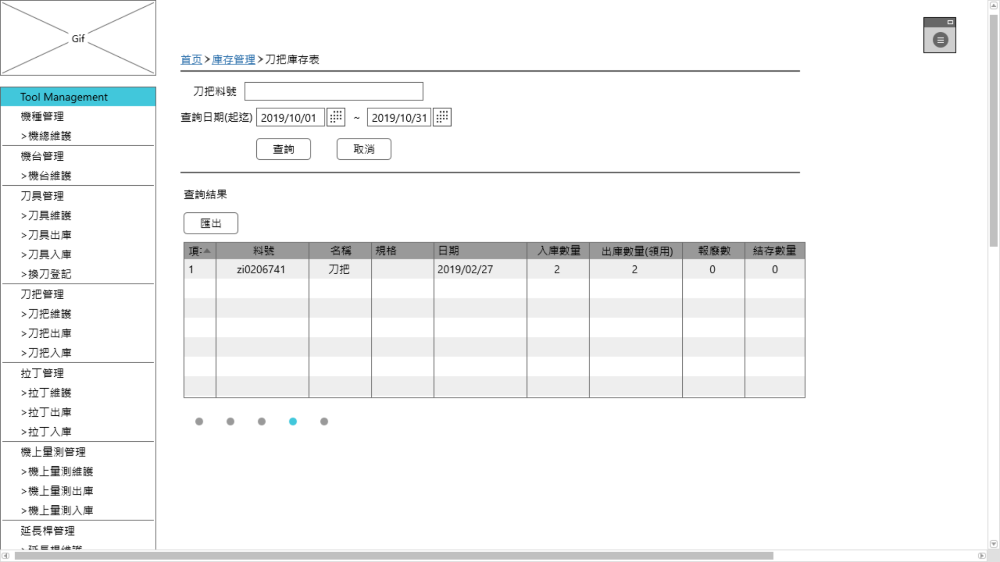 Gif
Tool Management
機種管理
>機總維護
機台管理
>機台維護
刀具管理
>刀具維護
>刀具出庫
>刀具入庫
>換刀登記
刀把管理
>刀把維護
>刀把出庫
>刀把入庫
拉丁管理
>拉丁維護
>拉丁出庫
>拉丁入庫
機上量測管理
>機上量測維護
>機上量測出庫
>機上量測入庫
延長桿管理
>延長桿維護
首页>庫存管理>刀把庫存表
刀把料號
查詢日期(起迄) 2019/10/01 ~ 2019/10/31
查詢 取消
查詢結果
匯出
項: 料號 名稱 規格 日期 入庫數量 出庫數量(領用) 報廢數 結存數量
1 zi0206741 刀把 2019/02/27 2 2 0 0